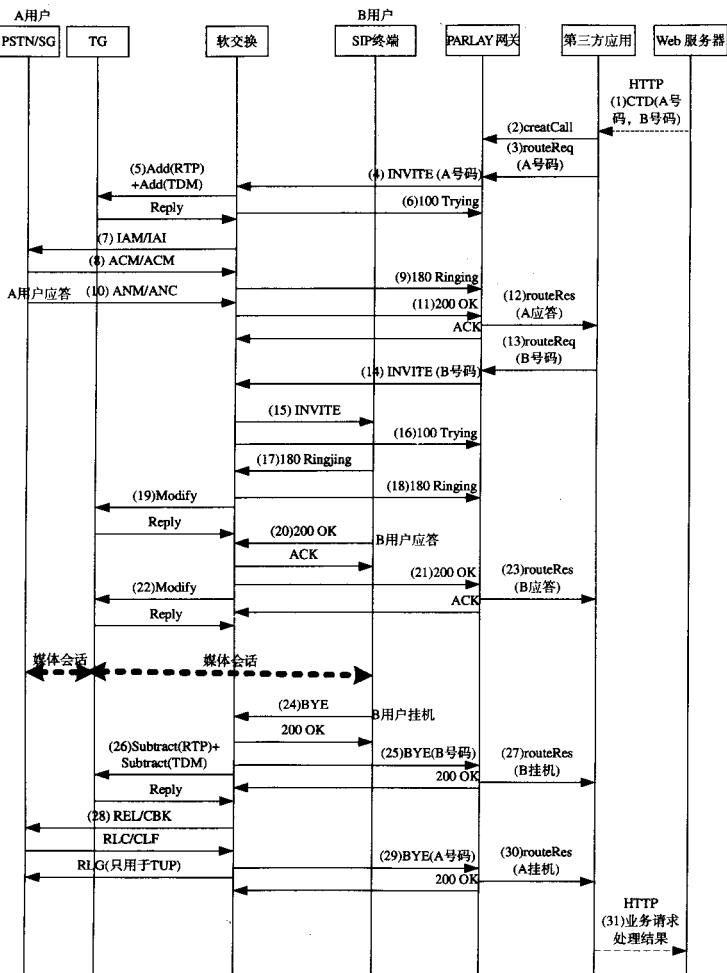 A用户
B用户
PSTN/SG
TG
软交换
SIP终端
PARLAY 网关
第三方应用
Web 服务器
HTTP
(1)CTD(A号
码，B号码)
(2)creatCall
(3)routeReq
(A号码)
(4) INVITE (A号码)
(5)Add(RTP)
+Add(TDM)
Reply
(6)100 Trying
(7) IAM/IAI
(8) ACM/ACM
(9)180 Ringing
A用户应答
(10) ANM/ANC
(11)200 OK
(12)routeRes
(A应答)
ACK
(13)routeReq
(B号码)
(14) INVITE (B号码)
(15) INVITE
(16)100 Trying
(17)180 Ringjing
(18)180 Ringing
(19)Modify
Reply
(20)200 OK
B用户应答
ACK
(21)200 OK
(23)routeRes
(B应答)
(22)Modify
ACK
Reply
媒体会话
媒体会话
(24)BYE
B用户挂机
200 OK
(26)Subtract(RTP)+
Subtract(TDM)
(25)BYE(B号码)
(27)routeRes
(B挂机)
200 OK
Reply
(28) REL/CBK
RLC/CLF
(29)BYE(A号码)
(30)routeRes
(A挂机)
RLG(只用于TUP)
200 OK
HTTP
(31)业务请求
处理结果